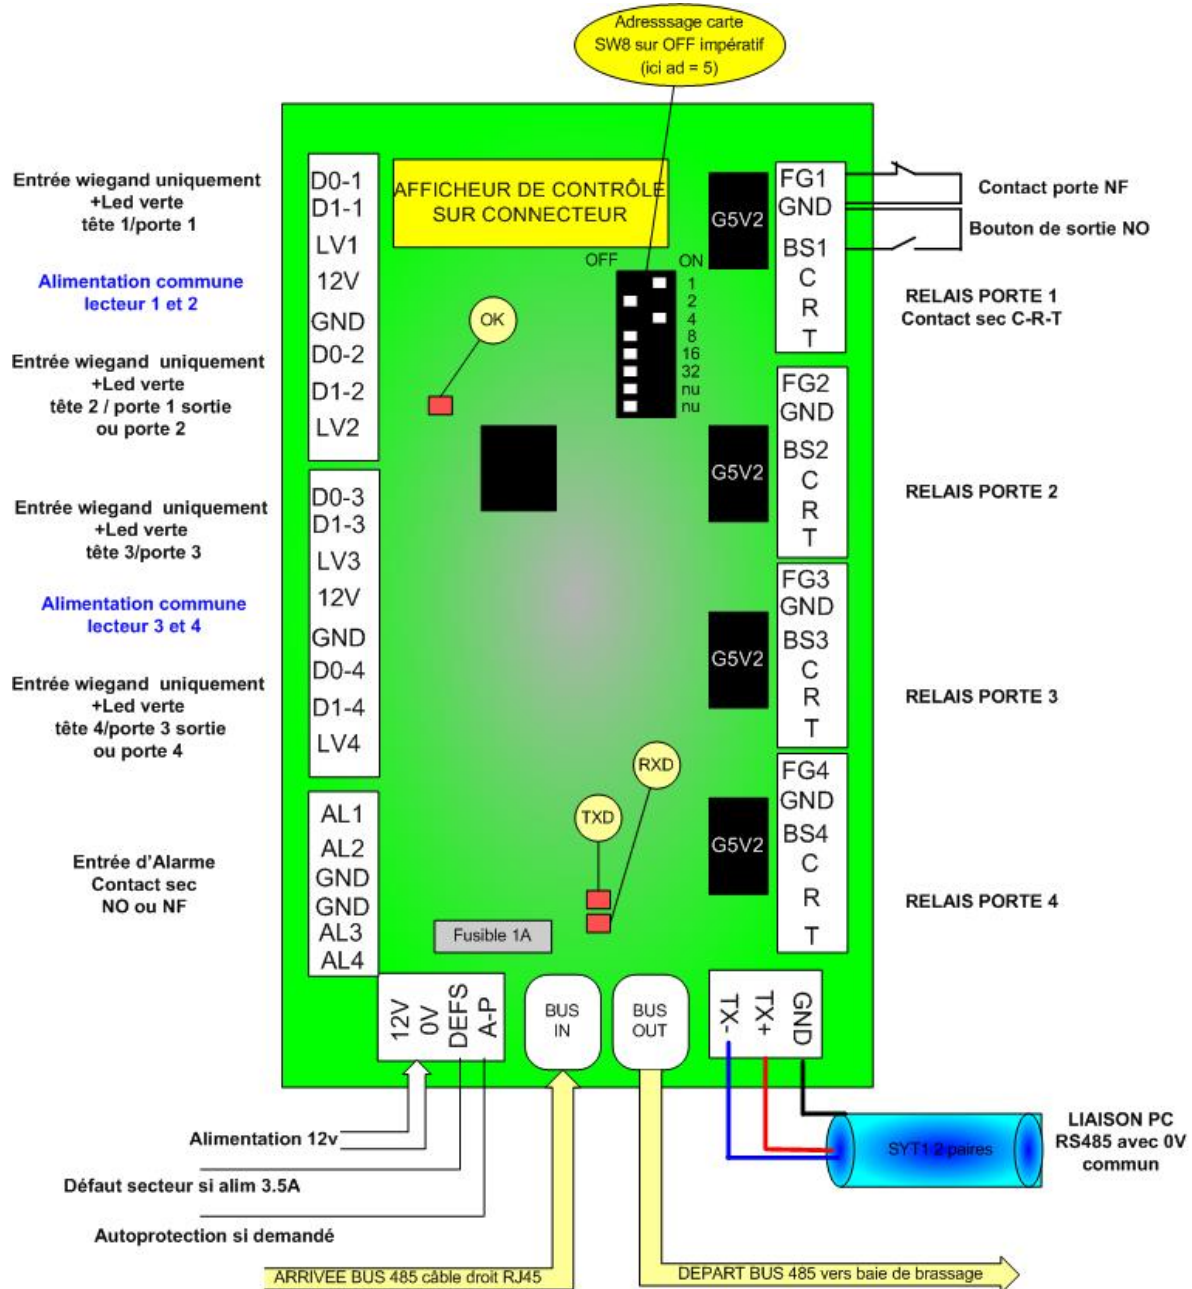 Adresssage carte
SW8 sur OFF impératif
(ici ad = 5)
Entrée wiegand uniquement
+Led verte
tête 1/porte 1
Alimentation commune
lecteur 1 et 2
Entrée wiegand uniquement
+Led verte
tête 2 / porte 1 sortie
ou porte 2
Entrée wiegand uniquement
+Led verte
tête 3/porte 3
Alimentation commune
lecteur 3 et 4
Entrée wiegand uniquement
+Led verte
tête 4/porte 3 sortie
ou porte 4
Entrée d'Alarme
Contact sec
NO ou NF
D0-1
D1-1
LV1
12V
GND
D0-2
D1-2
LV2
D0-3
D1-3
LV3
12V
GND
D0-4
D1-4
LV4
AL1
AL2
GND
GND
AL3
AL4
AFFICHEUR DE CONTRÔLE
SUR CONNECTEUR
OFF
ON
1
2
4
8
16
32
nu
nu
OK
RXD
TXD
Fusible 1A
G5V2
G5V2
G5V2
G5V2
FG1
GND
BS1
C
R
T
FG2
GND
BS2
C
R
T
FG3
GND
BS3
C
R
T
FG4
GND
BS4
C
R
T
Contact porte NF
Bouton de sortie NO
RELAIS PORTE 1
Contact sec C-R-T
RELAIS PORTE 2
RELAIS PORTE 3
RELAIS PORTE 4
12V
0V
DEFS
A-P
BUS
IN
BUS
OUT
TX-
TX+
GND
Alimentation 12v
Défaut secteur si alim 3.5A
Autoprotection si demandé
SYT1 2 paires
LIAISON PC
RS485 avec 0V
commun
ARRIVEE BUS 485 câble droit RJ45
DEPART BUS 485 vers baie de brassage